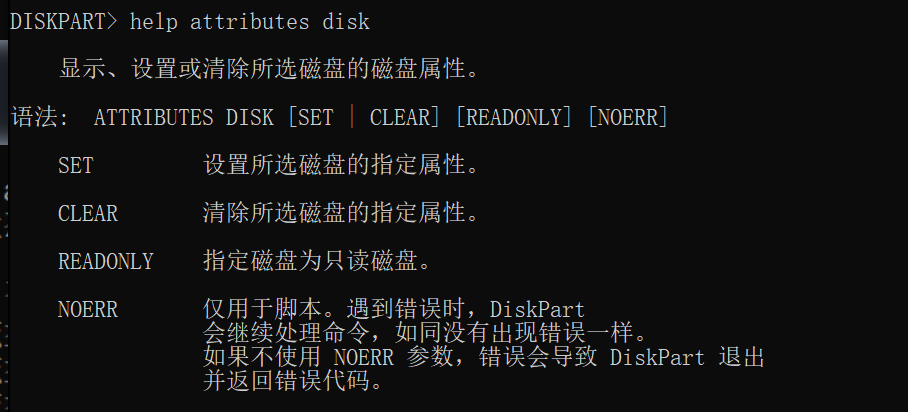 DISKPART> help attributes disk
显示、设置或清除所选磁盘的磁盘属性。
语法:  ATTRIBUTES DISK [SET | CLEAR] [READONLY] [NOERR]
SET 设置所选磁盘的指定属性。
CLEAR 清除所选磁盘的指定属性。
READONLY 指定磁盘为只读磁盘。
NOERR 仅用于脚本。遇到错误时，DiskPart
会继续处理命令，如同没有出现错误一样。
如果不使用 NOERR 参数，错误会导致 DiskPart 退出
并返回错误代码。